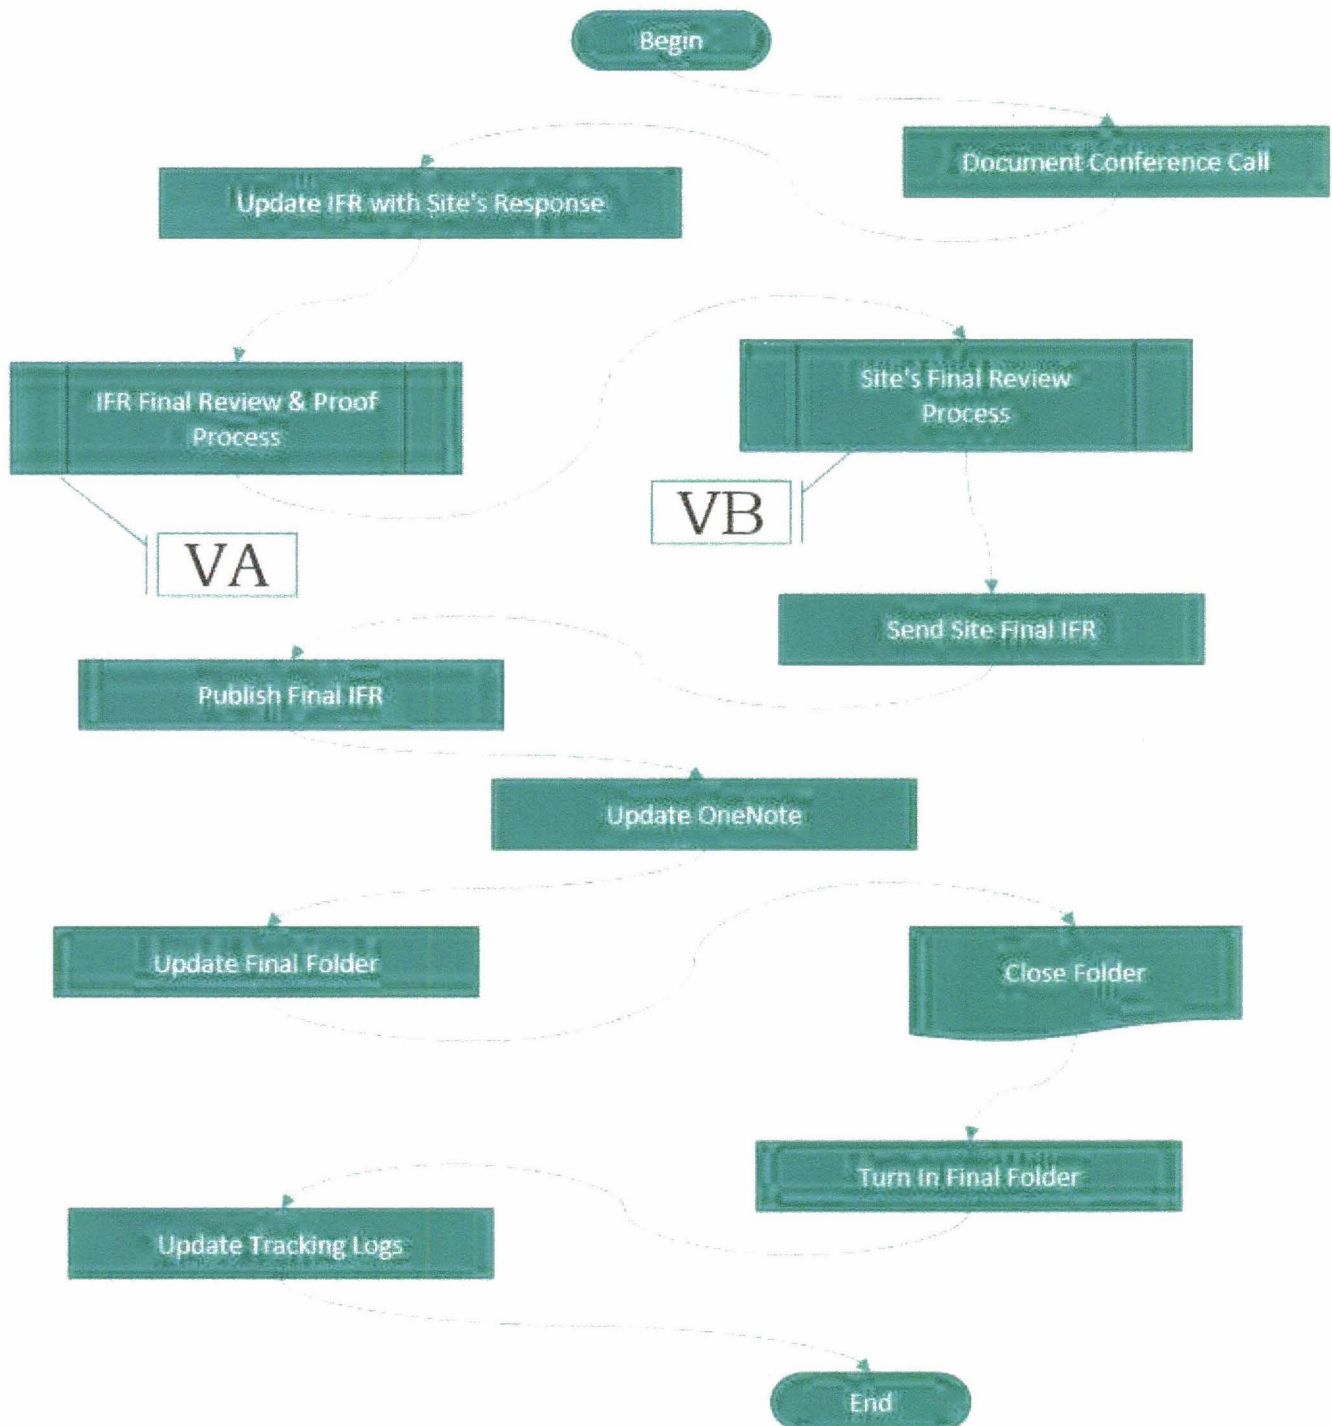 Begin
Document Conference Call
Update IFR with Site's Response
IFR Final Review & Proof
Process
Site's Final Review
Process
VA
VB
Send Site Final IFR
Publish Final IFR
Update OneNote
Update Final Folder
Close Folder
Turn In Final Folder
Update Tracking Logs
End